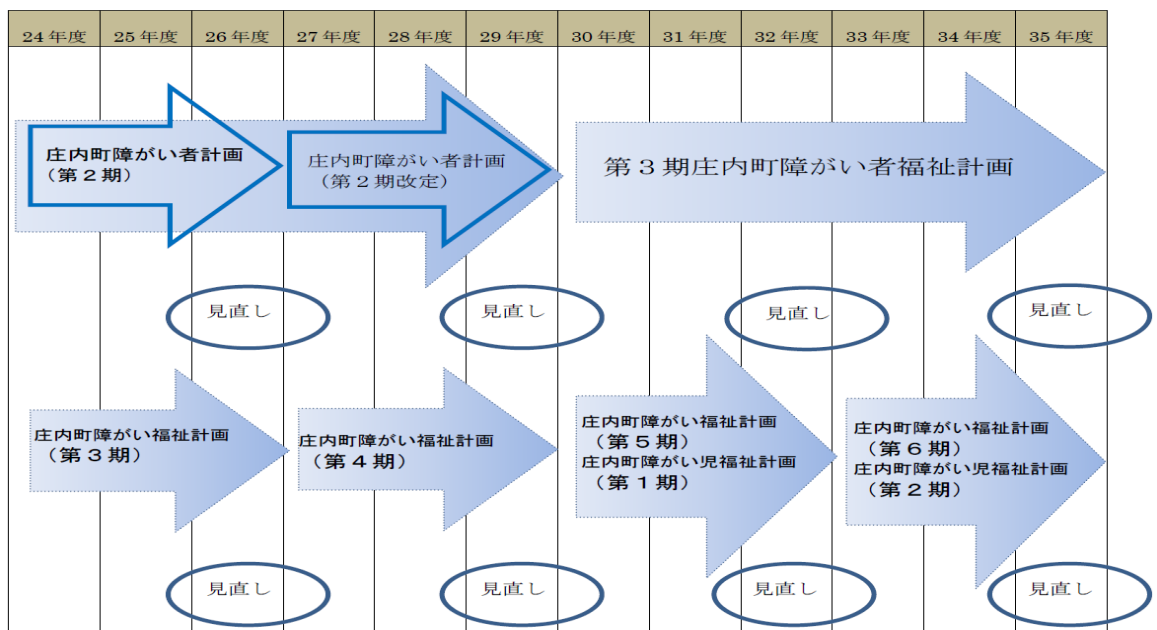 24年度 25年度 26年度 27年度 28年度 29年度 30年度 31年度 32年度 33年度 34年度 35年度
庄内町障がい者計画
（第２期）
庄内町障がい者計画
（第２期改定）
第３期庄内町障がい者福祉計画
見直し
見直し
見直し
見直し
庄内町障がい福祉計画
（第３期）
庄内町障がい福祉計画
（第４期）
庄内町障がい福祉計画
（第５期）
庄内町障がい児福祉計画
（第１期）
庄内町障がい福祉計画
（第６期）
庄内町障がい児福祉計画
（第２期）
見直し
見直し
見直し
見直し